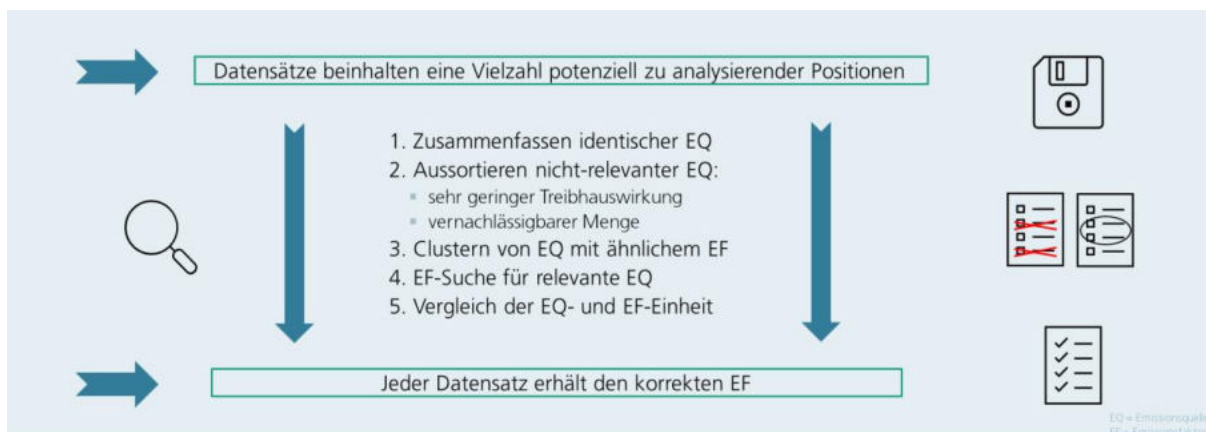 Datensätze beinhalten eine Vielzahl potenziell zu analysierender Positionen
1. Zusammenfassen identischer EQ
2. Aussortieren nicht-relevanter EQ:
▪ sehr geringer Treibhauswirkung
▪ vernachlässigbarer Menge
3. Clustern von EQ mit ähnlichem EF
4. EF-Suche für relevante EQ
5. Vergleich der EQ- und EF-Einheit
Jeder Datensatz erhält den korrekten EF
EQ = Emissionsquelle
EF = Emissionsfaktor